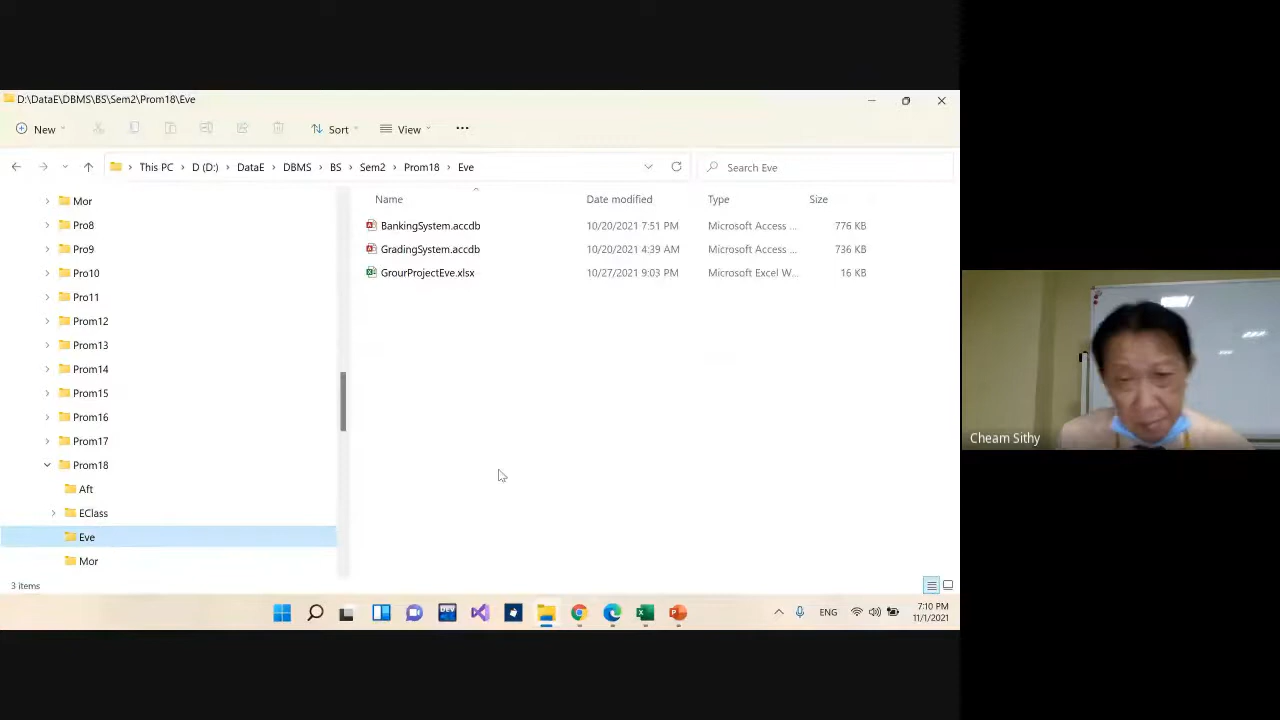 D:\DataE\DBMS\BS\Sem2\Prom18\Eve
New Sort View
This PC D (D:) DataE DBMS BS Sem2 Prom18 Eve Search Eve
Name Date modified Type Size
BankingSystem.accdb 10/20/2021 7:51 PM Microsoft Access ... 776 KB
GradingSystem.accdb 10/20/2021 4:39 AM Microsoft Access ... 736 KB
GrourProjectEve.xlsx 10/27/2021 9:03 PM Microsoft Excel W... 16 KB
Mor
Pro8
Pro9
Pro10
Pro11
Prom12
Prom13
Prom14
Prom15
Prom16
Prom17
Prom18
Aft
EClass
Eve
Mor
3 items
DEV
ENG
7:10 PM
11/1/2021
Cheam Sithy